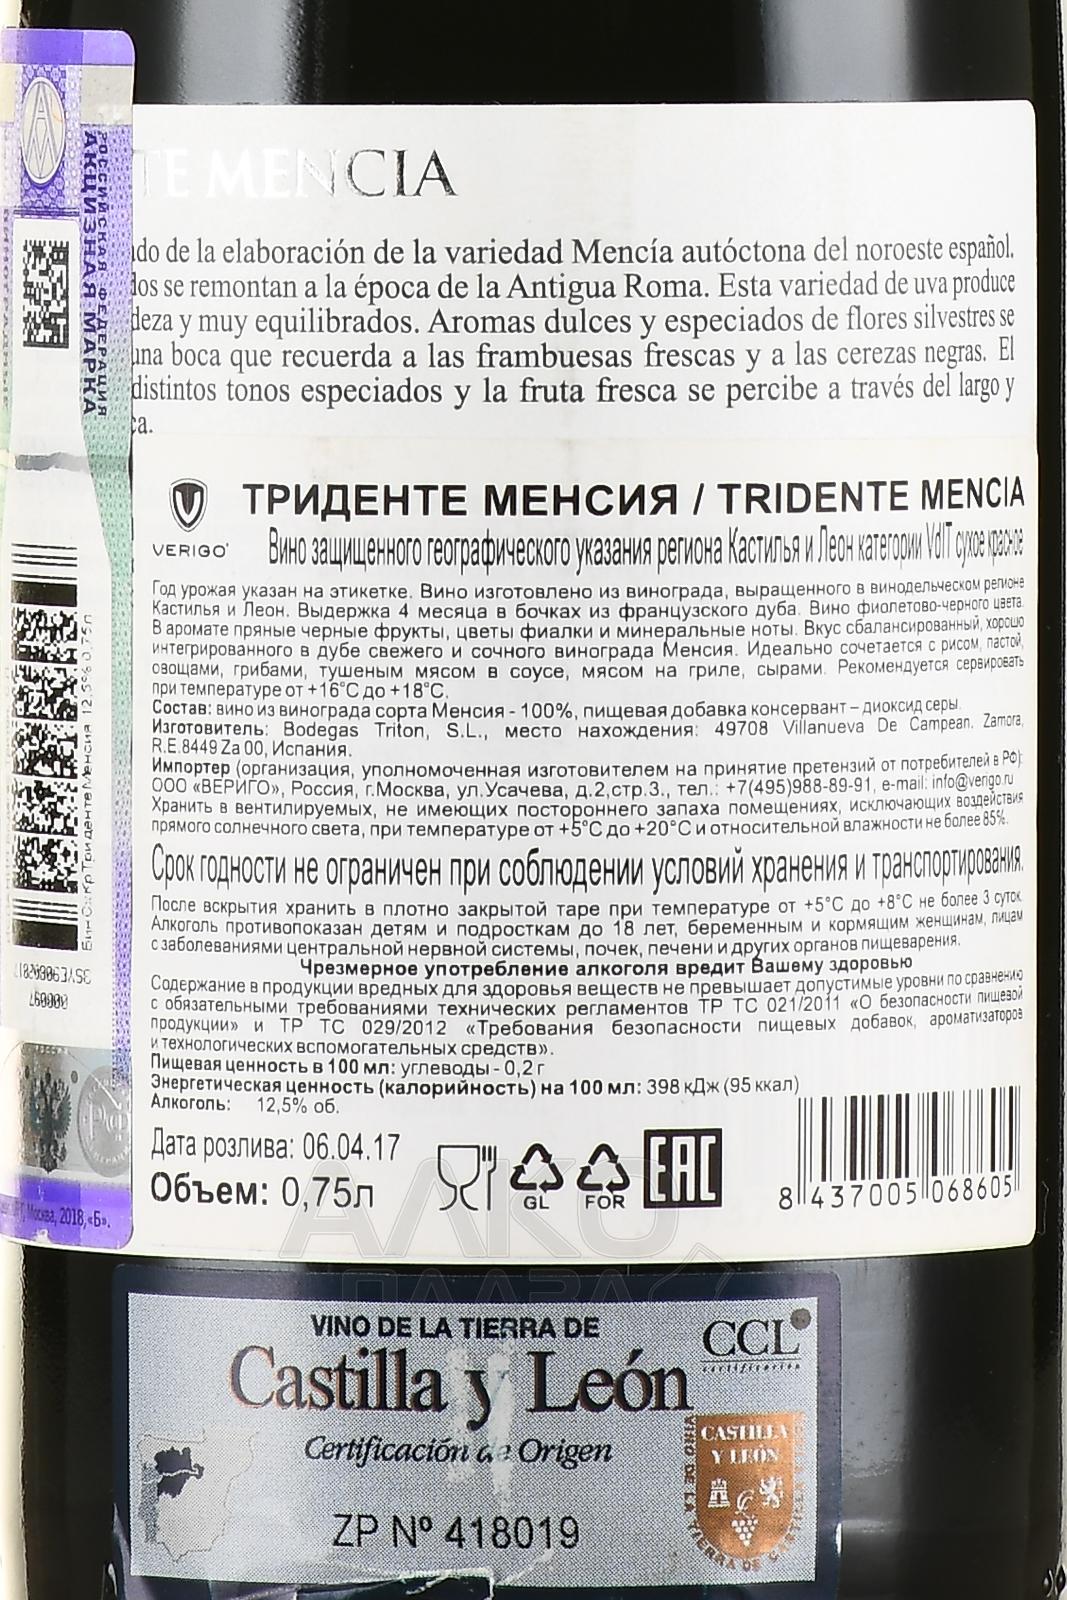 TE MENCIA
do de la elaboración de la variedad Mencía autóctona del noroeste español.
los se remontan a la época de la Antigua Roma. Esta variedad de uva produce
deza y muy equilibrados. Aromas dulces y especiados de flores silvestres se
una boca que recuerda a las frambuesas frescas y a las cerezas negras. El
distintos tonos especiados y la fruta fresca se percibe a través del largo y
ca.
РОССИЙСКАЯ ФЕДЕРАЦИЯ
АКЦИЗНАЯ МАРКА
VERIGO
ТРИДЕНТЕ МЕНСИЯ / TRIDENTE MENCIA
Вино защищенного географического указания региона Кастилья и Леон категории VdlT сухое красное
Год урожая указан на этикетке. Вино изготовлено из винограда, выращенного в винодельческом регионе
Кастилья и Леон. Выдержка 4 месяца в бочках из французского дуба. Вино фиолетово-черного цвета.
В аромате пряные черные фрукты, цветы фиалки и минеральные ноты. Вкус сбалансированный, хорошо
интегрированного в дубе свежего и сочного винограда Менсия. Идеально сочетается с рисом, пастой,
овощами, грибами, тушеным мясом в соусе, мясом на гриле, сырами. Рекомендуется сервировать
при температуре от +16°С до +18°С.
Состав: вино из винограда сорта Менсия - 100%, пищевая добавка консервант – диоксид серы.
Изготовитель: Bodegas Triton, S.L., место нахождения: 49708 Villanueva De Campean. Zamora,
R.E.8449 Za 00, Испания.
Импортер (организация, уполномоченная изготовителем на принятие претензий от потребителей в РФ):
ООО «ВЕРИГО», Россия, г.Москва, ул.Усачева, д.2,стр.3., тел.: +7(495)988-89-91, e-mail: info@verigo.ru
Хранить в вентилируемых, не имеющих постороннего запаха помещениях, исключающих воздействия
прямого солнечного света, при температуре от +5°С до +20°С и относительной влажности не более 85%.
Срок годности не ограничен при соблюдении условий хранения и транспортирования.
После вскрытия хранить в плотно закрытой таре при температуре от +5°С до +8°С не более 3 суток.
Алкоголь противопоказан детям и подросткам до 18 лет, беременным и кормящим женщинам, лицам
с заболеваниями центральной нервной системы, почек, печени и других органов пищеварения.
Чрезмерное употребление алкоголя вредит Вашему здоровью
Содержание в продукции вредных для здоровья веществ не превышает допустимые уровни по сравнению
с обязательными требованиями технических регламентов ТР ТС 021/2011 «О безопасности пищевой
продукции» и ТР ТС 029/2012 «Требования безопасности пищевых добавок, ароматизаторов
и технологических вспомогательных средств».
Пищевая ценность в 100 мл: углеводы - 0,2 г
Энергетическая ценность (калорийность) на 100 мл: 398 кДж (95 ккал)
Алкоголь: 12,5% об.
Дата розлива: 06.04.17
Объем: 0,75л
GL
FOR
EAC
8 437005 068605
Москва, 2018, «Б».
АЛКО
ПЛАЗА
VINO DE LA TIERRA DE
Castilla y León
Certificación de Origen
ZP Nº 418019
CCL
certificación
CASTILLA
Y LEÓN